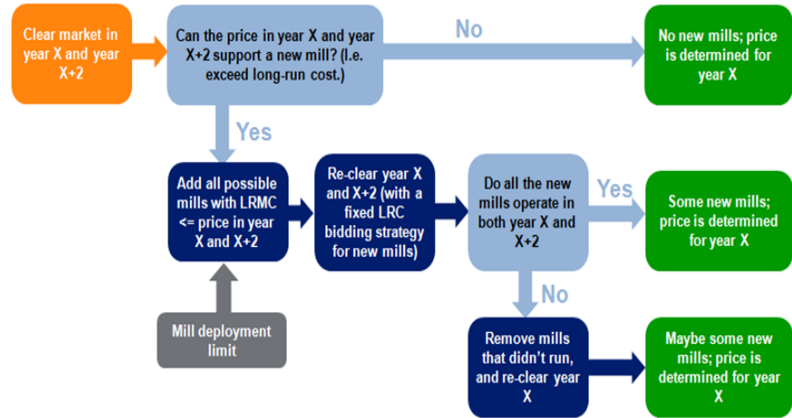 Clear market in
year X and year
X+2
Can the price in year X and year
X+2 support a new mill? (I.e.
exceed long-run cost.)
No
No new mills; price
is determined for
year X
Yes
Add all possible
mills with LRMC
<= price in year
X and X+2
Re-clear year X
and X+2 (with a
fixed LRC
bidding strategy
for new mills)
Do all the new
mills operate in
both year X and
X+2
Yes
Some new mills;
price is determined
for year X
Mill deployment
limit
No
Remove mills
that didn't run,
and re-clear year
X
Maybe some new
mills; price is
determined for year
X